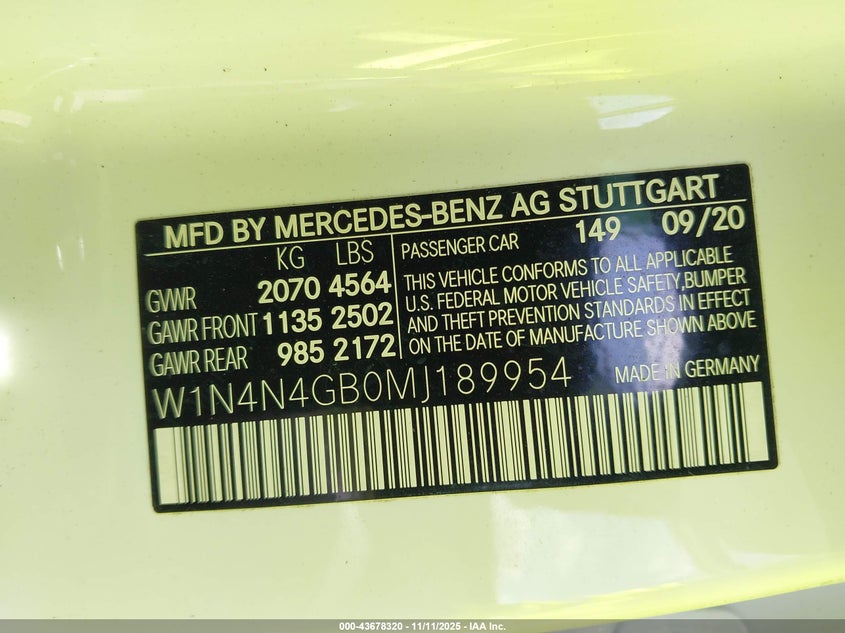 MFD BY MERCEDES-BENZ AG STUTTGART
KG LBS PASSENGER CAR 149 09/20
GVWR 2070 4564
GAWR FRONT 1135 2502
GAWR REAR 985 2172
THIS VEHICLE CONFORMS TO ALL APPLICABLE
U.S. FEDERAL MOTOR VEHICLE SAFETY,BUMPER
AND THEFT PREVENTION STANDARDS IN EFFECT
ON THE DATE OF MANUFACTURE SHOWN ABOVE
W1N4N4GB0MJ189954 MADE IN GERMANY
000-43678320 - 11/11/2025 - IAA Inc.